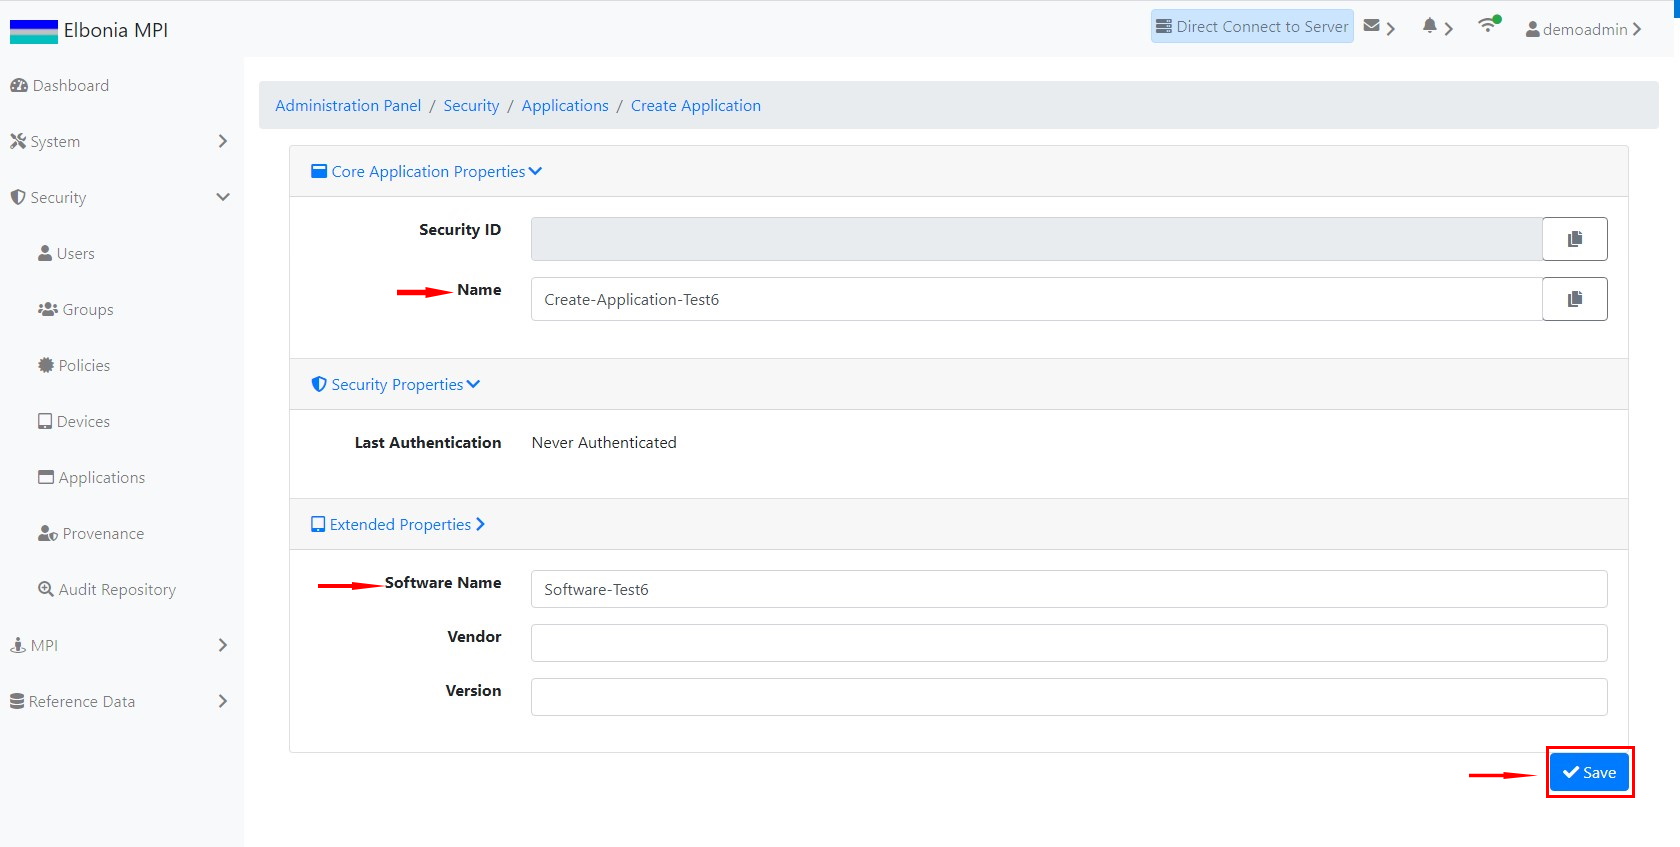 Elbonia MPI
Direct Connect to Server
demoadmin
Dashboard
System
Security
Users
Groups
Policies
Devices
Applications
Provenance
Audit Repository
MPI
Reference Data
Administration Panel / Security / Applications / Create Application
Core Application Properties
Security ID
Name
Create-Application-Test6
Security Properties
Last Authentication
Never Authenticated
Extended Properties
Software Name
Software-Test6
Vendor
Version
Save